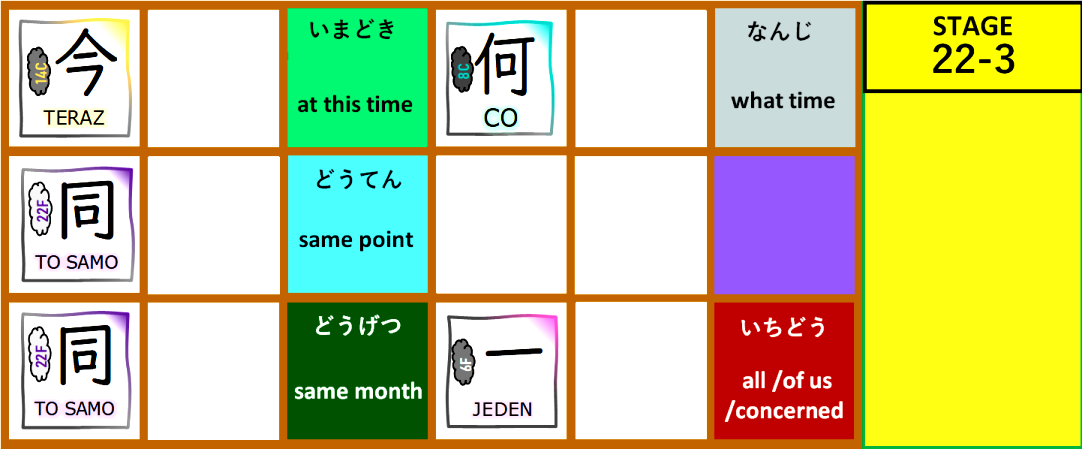 14C
今
TERAZ
いまどき
at this time
8C
何
CO
なんじ
what time
STAGE
22-3
22F
同
TO SAMO
どうてん
same point
22F
同
TO SAMO
どうげつ
same month
6F
一
JEDEN
いちどう
all /of us
/concerned